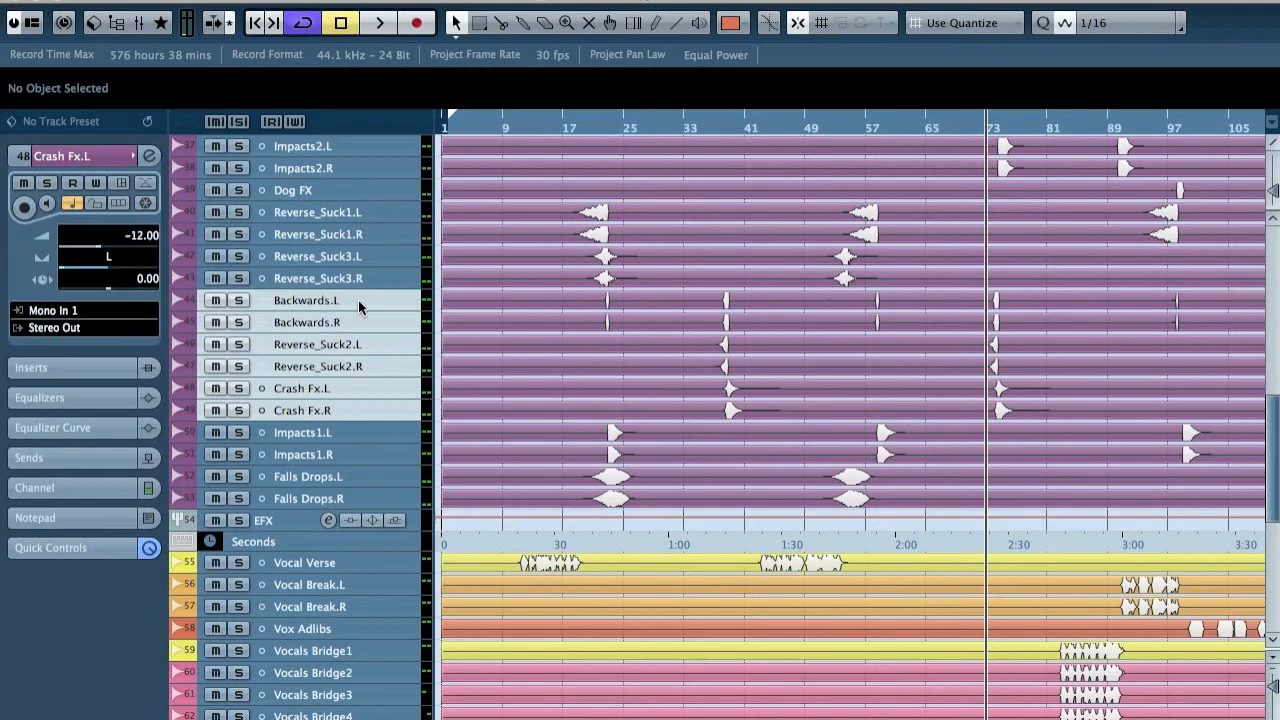 Use Quantize
Q 1/16
Record Time Max 576 hours 38 mins Record Format 44.1 kHz - 24 Bit Project Frame Rate 30 fps Project Pan Law Equal Power
No Object Selected
No Track Preset
M S R W
1 9 17 25 33 41 49 57 65 73 81 89 97 105
48 Crash Fx.L
m S R W
-12.00
L
0.00
Mono In 1
Stereo Out
Inserts
Equalizers
Equalizer Curve
Sends
Channel
Notepad
Quick Controls
37 m S Impacts2.L
38 m S Impacts2.R
39 m S Dog FX
40 m S Reverse_Suck1.L
41 m S Reverse_Suck1.R
42 m S Reverse_Suck3.L
43 m S Reverse_Suck3.R
44 m S Backwards.L
45 m S Backwards.R
46 m S Reverse_Suck2.L
47 m S Reverse_Suck2.R
48 m S Crash Fx.L
49 m S Crash Fx.R
50 m S Impacts1.L
51 m S Impacts1.R
52 m S Falls Drops.L
53 m S Falls Drops.R
54 EFX e
Seconds 0 30 1:00 1:30 2:00 2:30 3:00 3:30
55 m S Vocal Verse
56 m S Vocal Break.L
57 m S Vocal Break.R
58 m S Vox Adlibs
59 m S Vocals Bridge1
60 m S Vocals Bridge2
61 m S Vocals Bridge3
62 m S Vocals Bridge4